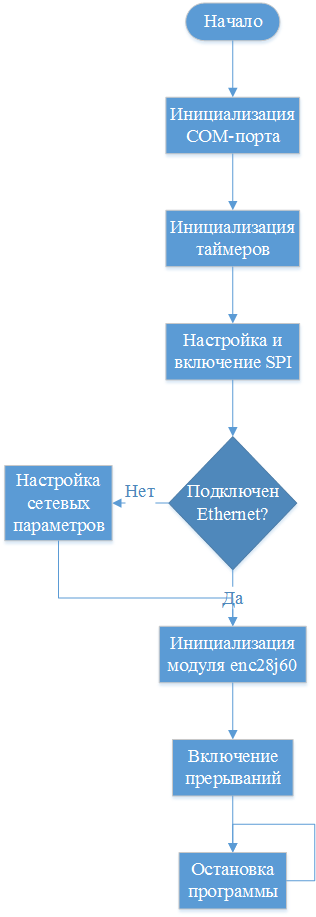 Начало
Инициализация
COM-порта
Инициализация
таймеров
Настройка и
включение SPI
Подключен
Ethernet?
Нет
Настройка
сетевых
параметров
Да
Инициализация
модуля enc28j60
Включение
прерываний
Остановка
программы